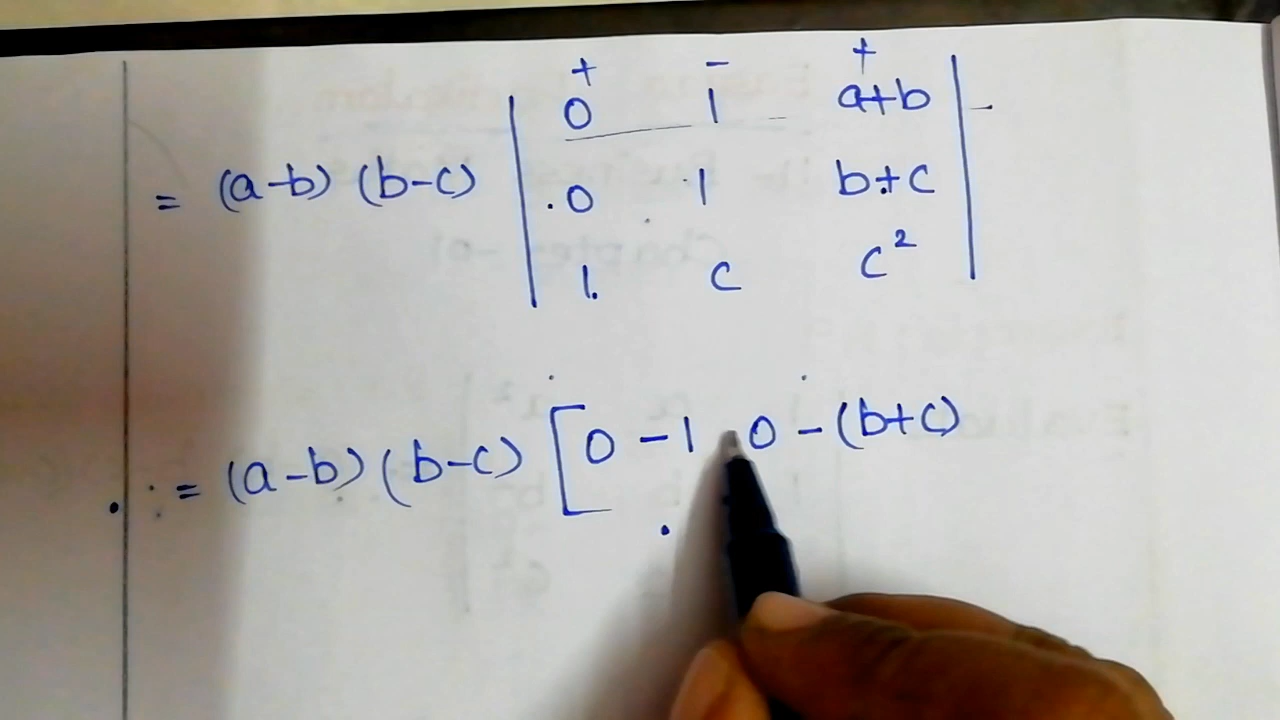 + - +
0 1 a+b
= (a-b) (b-c)
0 1 b+c
1 c c²
= (a-b) (b-c) [0 -1 0 -(b+c)